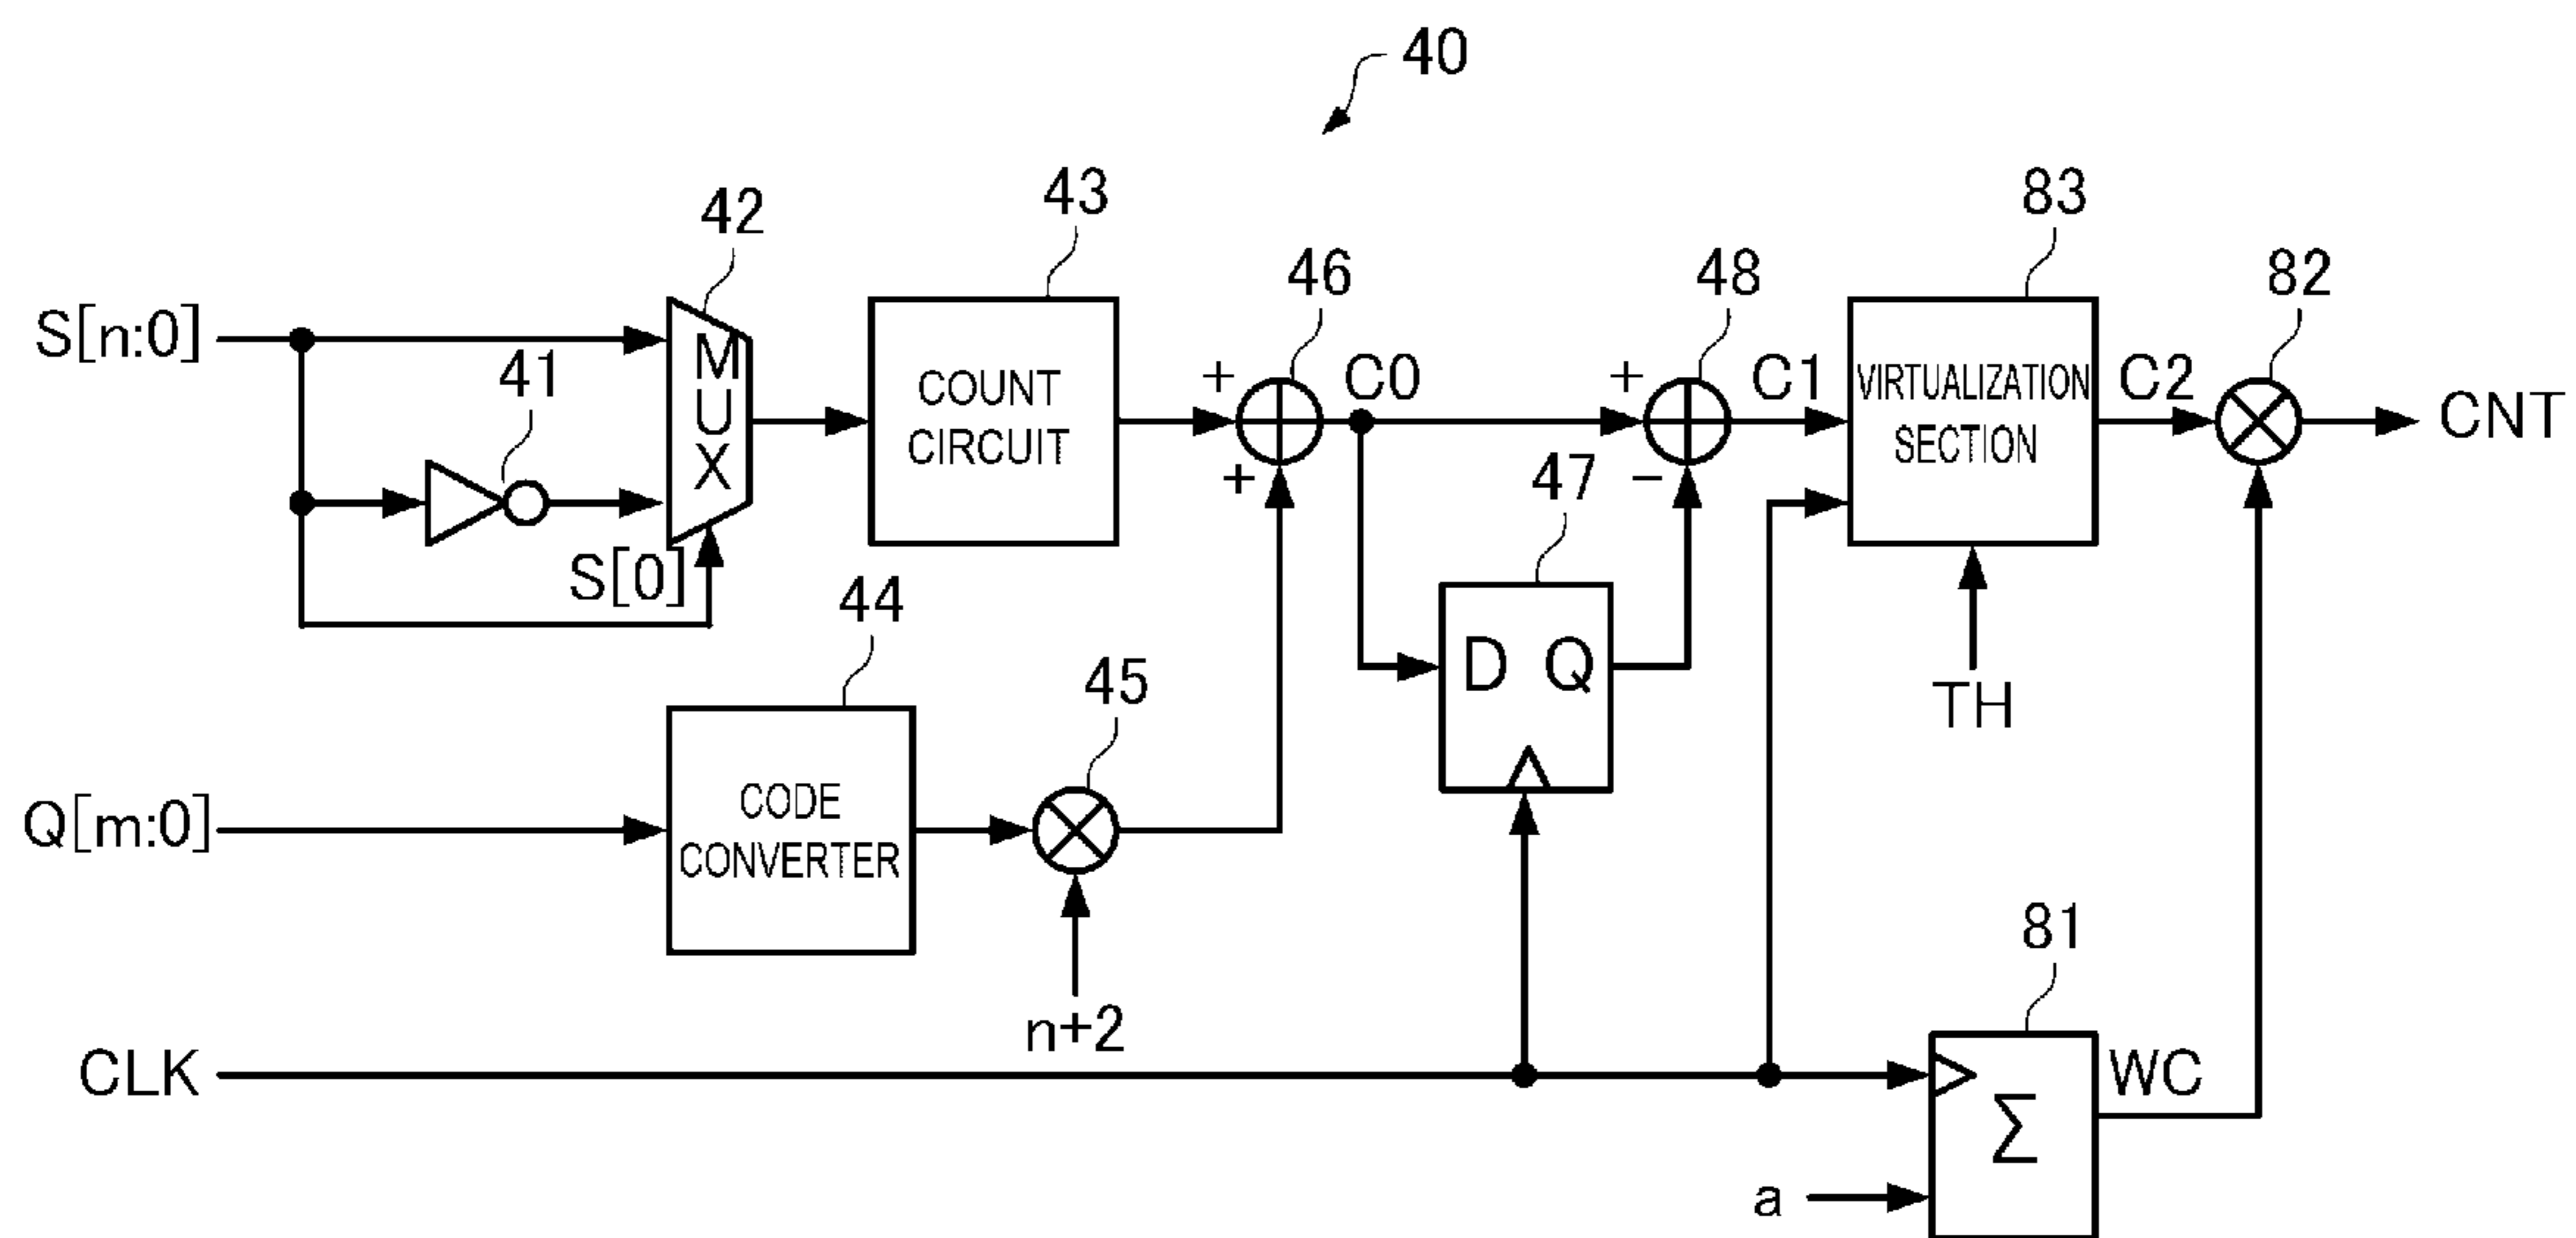 40
42
43
46
48
83
82
S[n:0]
41
MUX
S[0]
COUNT
CIRCUIT
+
+
C0
+
−
C1
VIRTUALIZATION
SECTION
C2
CNT
47
D Q
TH
44
45
Q[m:0]
CODE
CONVERTER
n+2
CLK
81
Σ
WC
a